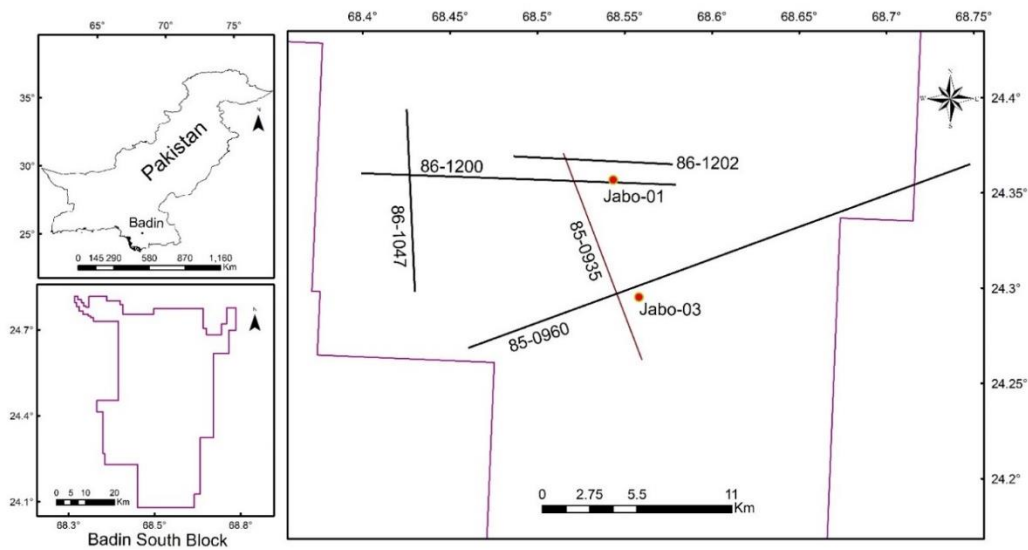 65° 70° 75°
35°
30°
25°
Pakistan
Badin
N
0 145 290 580 870 1,160
Km
24.7°
24.4°
24.1°
N
0 5 10 20
Km
68.3° 68.5° 68.8°
Badin South Block
68.4° 68.45° 68.5° 68.55° 68.6° 68.65° 68.7° 68.75°
24.4°
24.35°
24.3°
24.25°
24.2°
N
W E
S
86-1202
86-1200
Jabo-01
86-1047
85-0935
Jabo-03
85-0960
0 2.75 5.5 11
Km